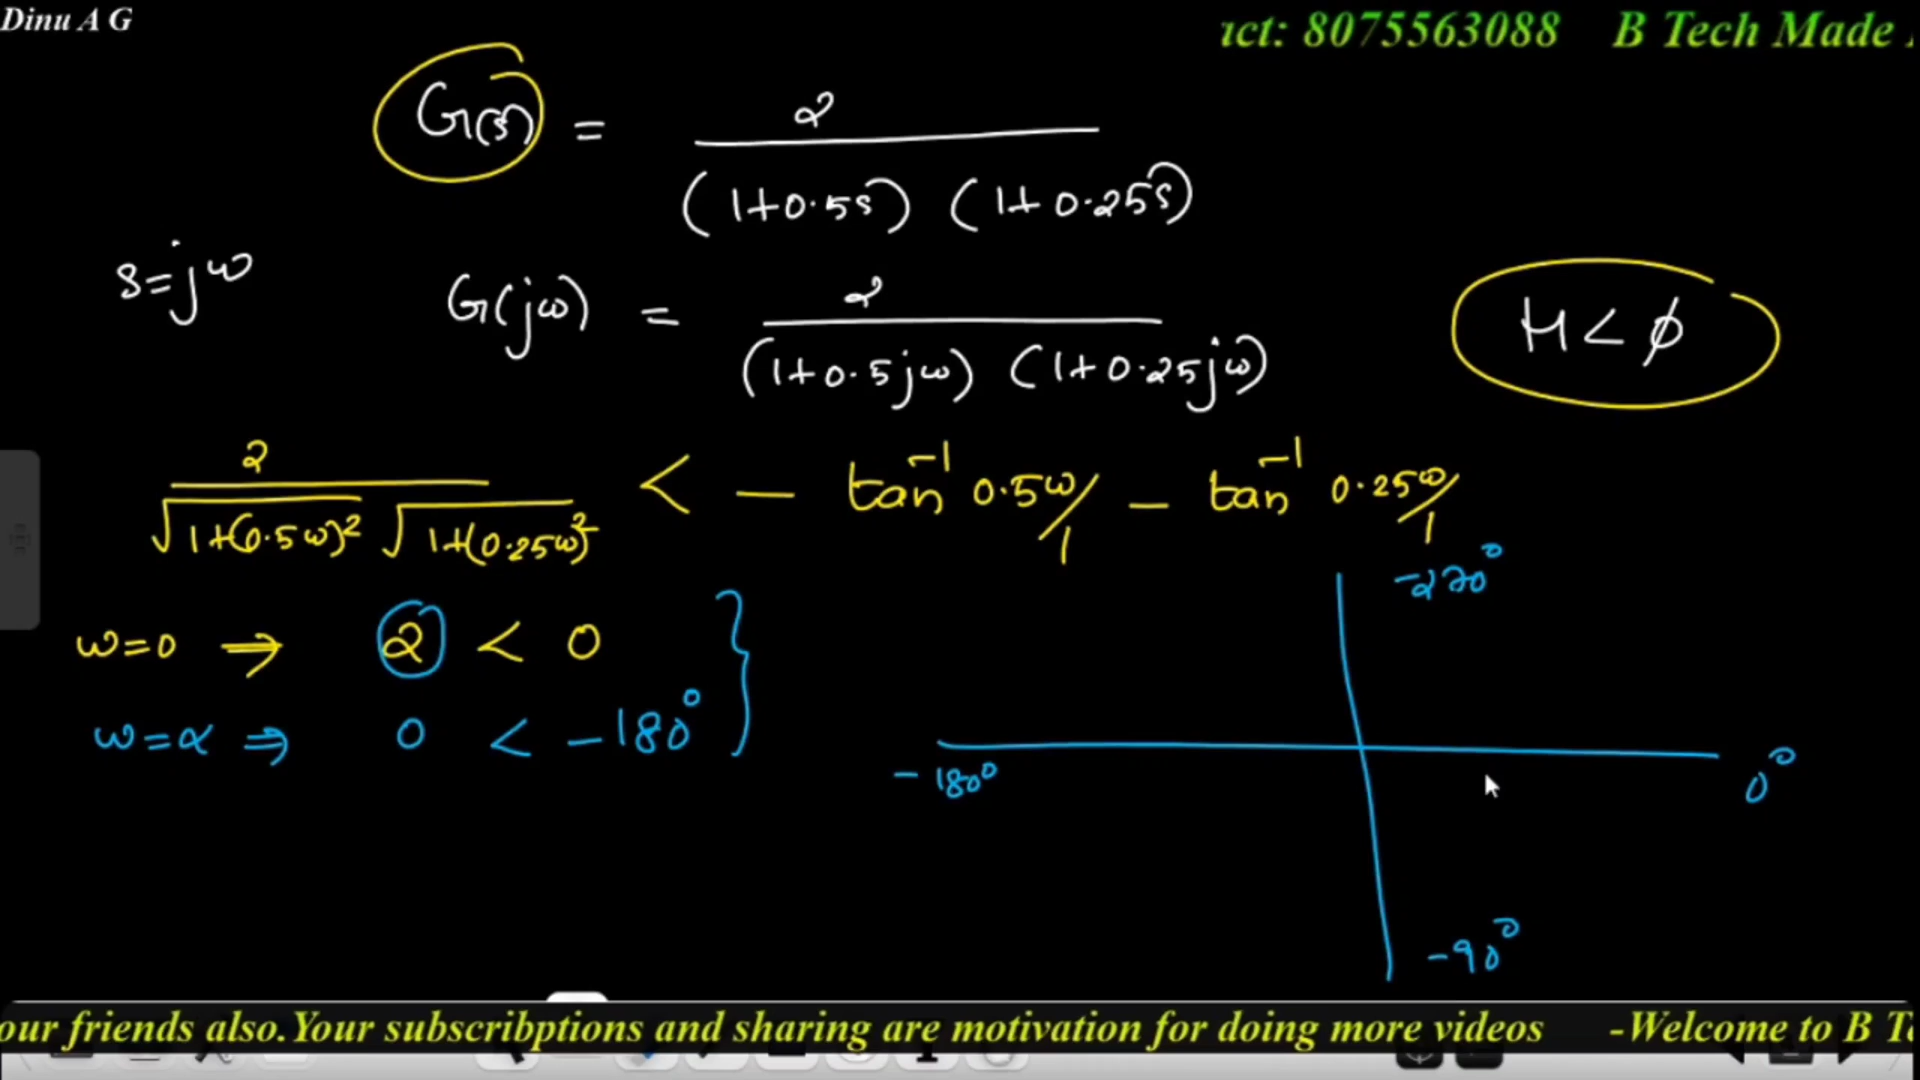 Dinu A G
ıct: 8075563088 B Tech Made
G(s) = 2 / (1+0.5s) (1+0.25s)
s=jω
G(jω) = 2 / (1+0.5jω) (1+0.25jω)
M<ϕ
2 / √1+(0.5ω)² √1+(0.25ω)² < - tan⁻¹ 0.5ω/1 - tan⁻¹ 0.25ω/1
-270°
ω=0 ⇒ 2 < 0
ω=α ⇒ 0 < -180°
-180°
0°
-90°
our friends also.Your subscribptions and sharing are motivation for doing more videos -Welcome to B T